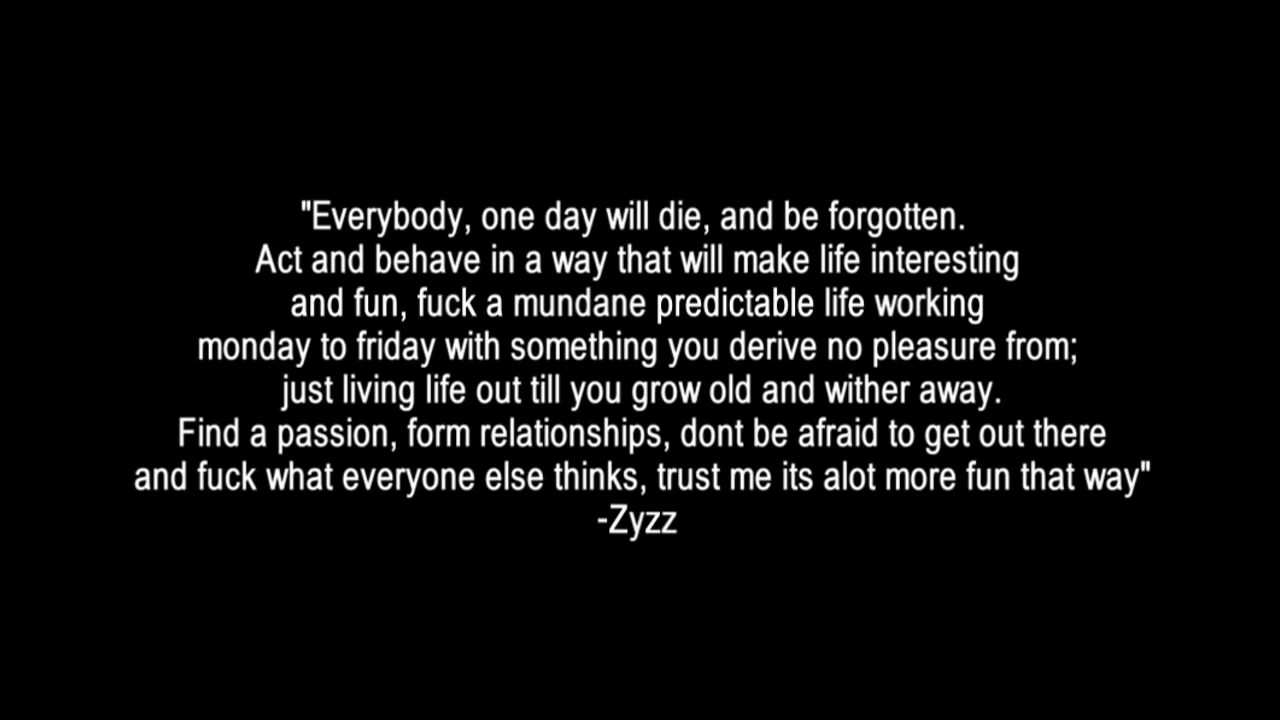 "Everybody, one day will die, and be forgotten.
Act and behave in a way that will make life interesting
and fun, fuck a mundane predictable life working
monday to friday with something you derive no pleasure from;
just living life out till you grow old and wither away.
Find a passion, form relationships, dont be afraid to get out there
and fuck what everyone else thinks, trust me its alot more fun that way"
-Zyzz